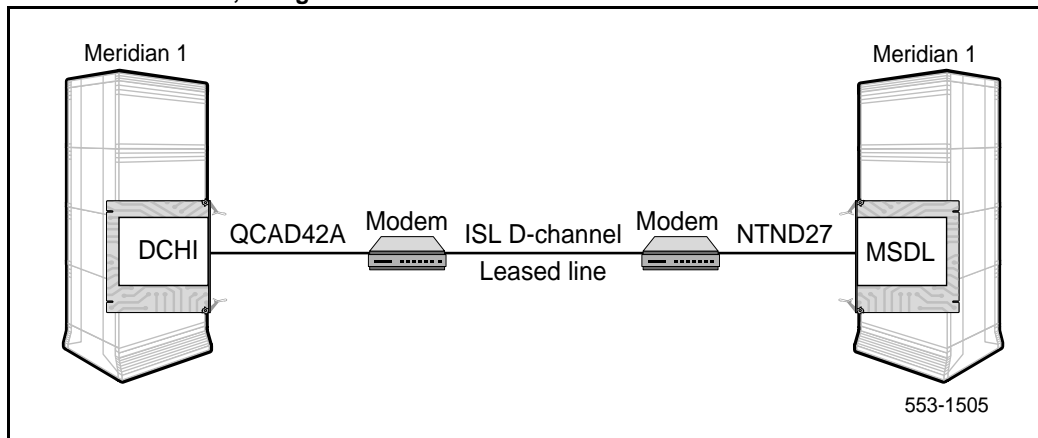 Meridian 1
Meridian 1
QCAD42A
Modem
ISL D-channel
Modem
NTND27
DCHI
Leased line
MSDL
553-1505